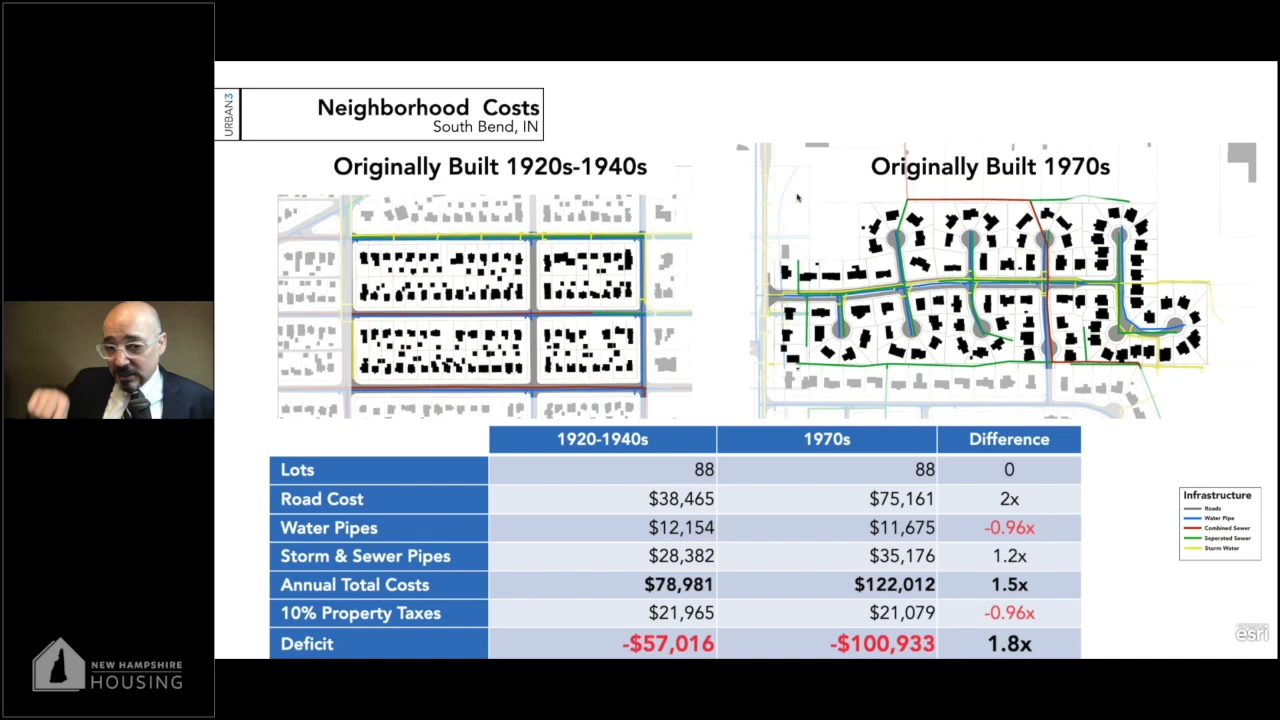 URBAN3
Neighborhood Costs
South Bend, IN
Originally Built 1920s-1940s
Originally Built 1970s
1920-1940s 1970s Difference
Lots 88 88 0
Road Cost $38,465 $75,161 2x
Water Pipes $12,154 $11,675 -0.96x
Storm & Sewer Pipes $28,382 $35,176 1.2x
Annual Total Costs $78,981 $122,012 1.5x
10% Property Taxes $21,965 $21,079 -0.96x
Deficit -$57,016 -$100,933 1.8x
Infrastructure
Roads
Water Pipe
Combined Sewer
Seperated Sewer
Storm Water
esri
NEW HAMPSHIRE
HOUSING